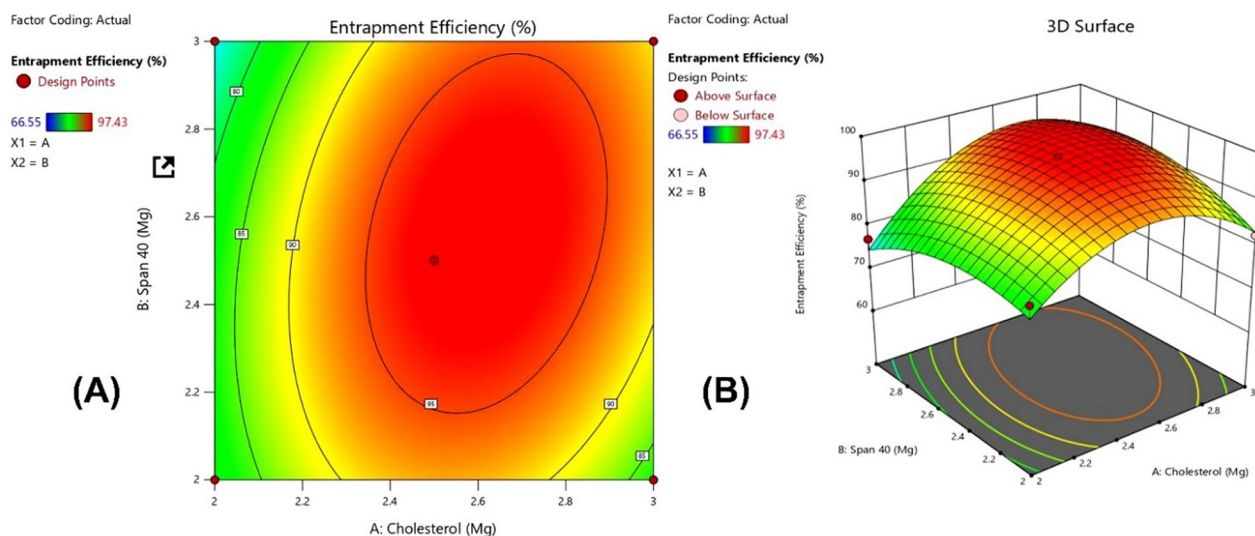 Factor Coding: Actual
Entrapment Efficiency (%)
Design Points
66.55 97.43
X1 = A
X2 = B
(A)
Entrapment Efficiency (%)
3
2.8
2.6
2.4
2.2
2
B: Span 40 (Mg)
80
85
90
95
90
85
2 2.2 2.4 2.6 2.8 3
A: Cholesterol (Mg)
Factor Coding: Actual
Entrapment Efficiency (%)
Design Points:
Above Surface
Below Surface
66.55 97.43
X1 = A
X2 = B
(B)
3D Surface
100
90
80
70
60
Entrapment Efficiency (%)
3
2.8
2.6
2.4
2.2
2
B: Span 40 (Mg)
2
2.2
2.4
2.6
2.8
3
A: Cholesterol (Mg)